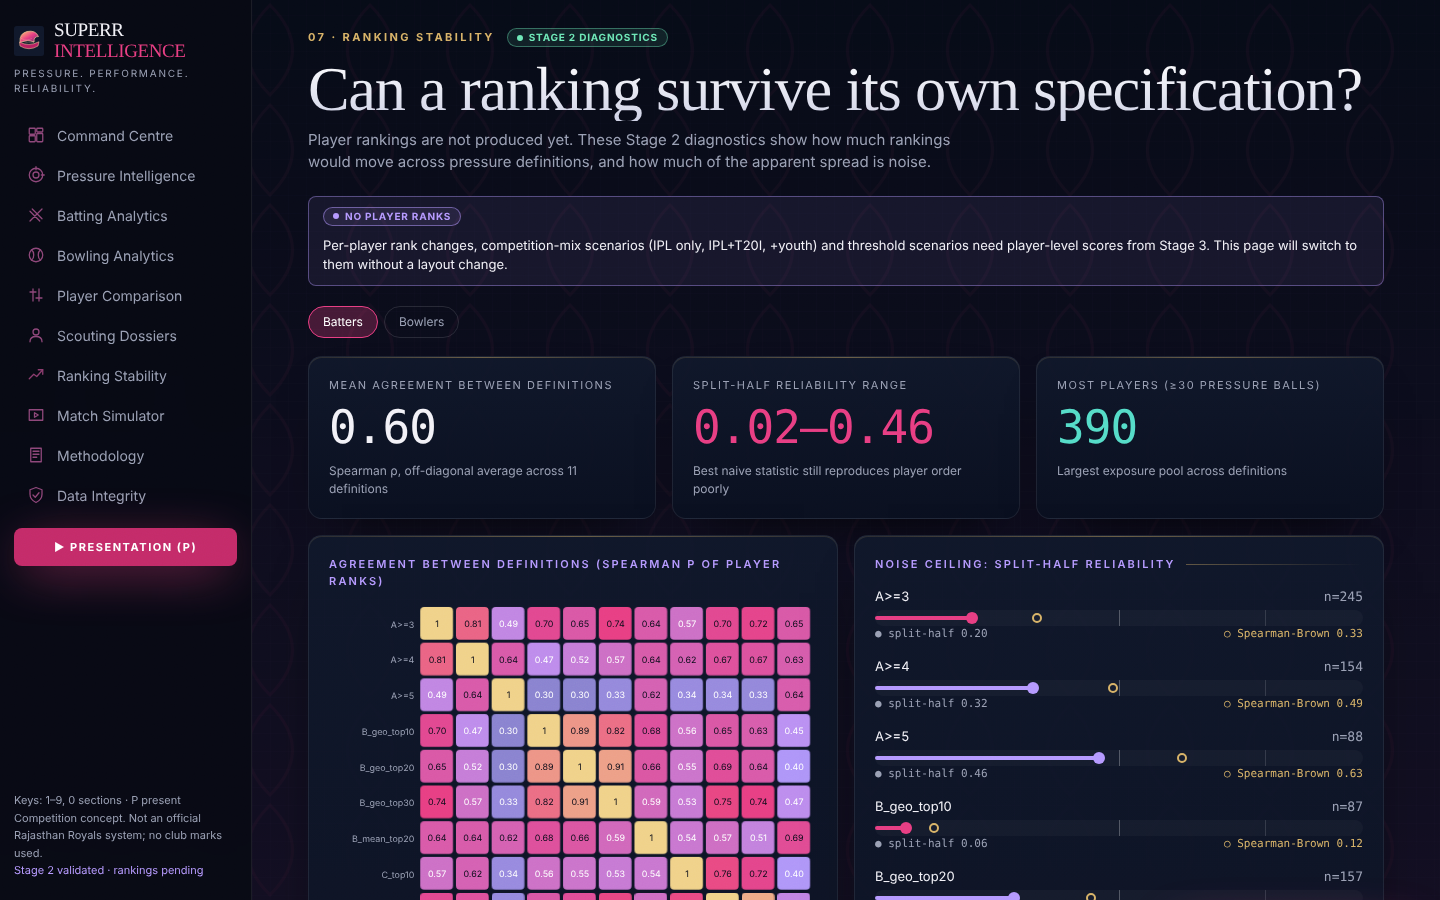 SUPERR
INTELLIGENCE
PRESSURE. PERFORMANCE.
RELIABILITY.
Command Centre
Pressure Intelligence
Batting Analytics
Bowling Analytics
Player Comparison
Scouting Dossiers
Ranking Stability
Match Simulator
Methodology
Data Integrity
▶ PRESENTATION (P)
Keys: 1–9, 0 sections · P present
Competition concept. Not an official
Rajasthan Royals system; no club marks
used.
Stage 2 validated · rankings pending
07 · RANKING STABILITY
STAGE 2 DIAGNOSTICS
Can a ranking survive its own specification?
Player rankings are not produced yet. These Stage 2 diagnostics show how much rankings
would move across pressure definitions, and how much of the apparent spread is noise.
NO PLAYER RANKS
Per-player rank changes, competition-mix scenarios (IPL only, IPL+T20I, +youth) and threshold scenarios need player-level scores from Stage 3. This page will switch to
them without a layout change.
Batters
Bowlers
MEAN AGREEMENT BETWEEN DEFINITIONS
0.60
Spearman ρ, off-diagonal average across 11
definitions
SPLIT-HALF RELIABILITY RANGE
0.02–0.46
Best naive statistic still reproduces player order
poorly
MOST PLAYERS (≥30 PRESSURE BALLS)
390
Largest exposure pool across definitions
AGREEMENT BETWEEN DEFINITIONS (SPEARMAN Ρ OF PLAYER
RANKS)
A>=3 1 0.81 0.49 0.70 0.65 0.74 0.64 0.57 0.70 0.72 0.65
A>=4 0.81 1 0.64 0.47 0.52 0.57 0.64 0.62 0.67 0.67 0.63
A>=5 0.49 0.64 1 0.30 0.30 0.33 0.62 0.34 0.34 0.33 0.64
B_geo_top10 0.70 0.47 0.30 1 0.89 0.82 0.68 0.56 0.65 0.63 0.45
B_geo_top20 0.65 0.52 0.30 0.89 1 0.91 0.66 0.55 0.69 0.64 0.40
B_geo_top30 0.74 0.57 0.33 0.82 0.91 1 0.59 0.53 0.75 0.74 0.47
B_mean_top20 0.64 0.64 0.62 0.68 0.66 0.59 1 0.54 0.57 0.51 0.69
C_top10 0.57 0.62 0.34 0.56 0.55 0.53 0.54 1 0.76 0.72 0.40
NOISE CEILING: SPLIT-HALF RELIABILITY
A>=3 n=245
● split-half 0.20 ○ Spearman-Brown 0.33
A>=4 n=154
● split-half 0.32 ○ Spearman-Brown 0.49
A>=5 n=88
● split-half 0.46 ○ Spearman-Brown 0.63
B_geo_top10 n=87
● split-half 0.06 ○ Spearman-Brown 0.12
B_geo_top20 n=157